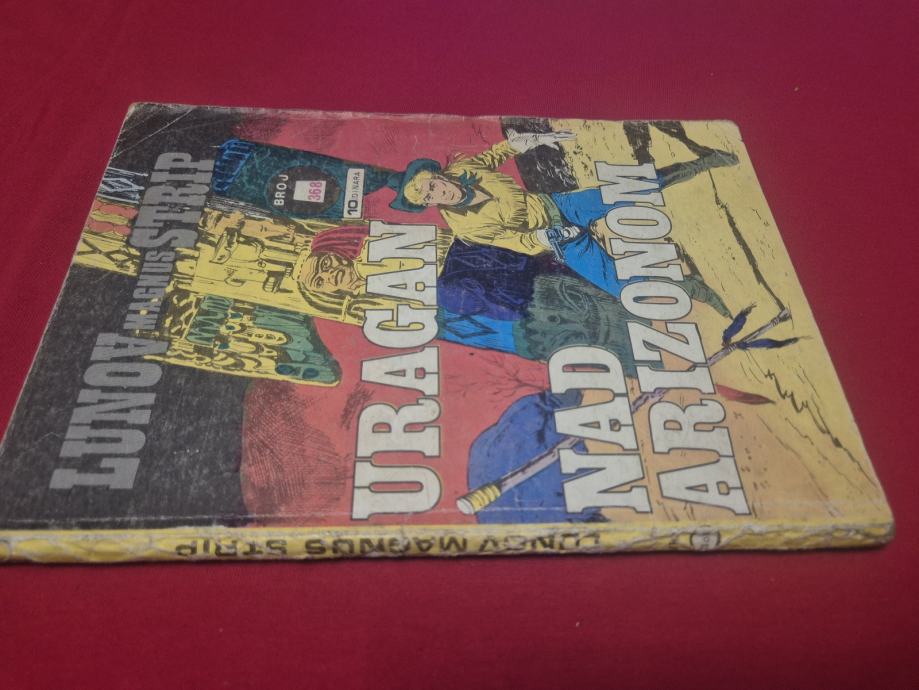 LUNOV MAGNUS STRIP
BROJ
368
10 DINARA
URAGAN
NAD
ARIZONOM
LUNOV MAGNUS STRIP